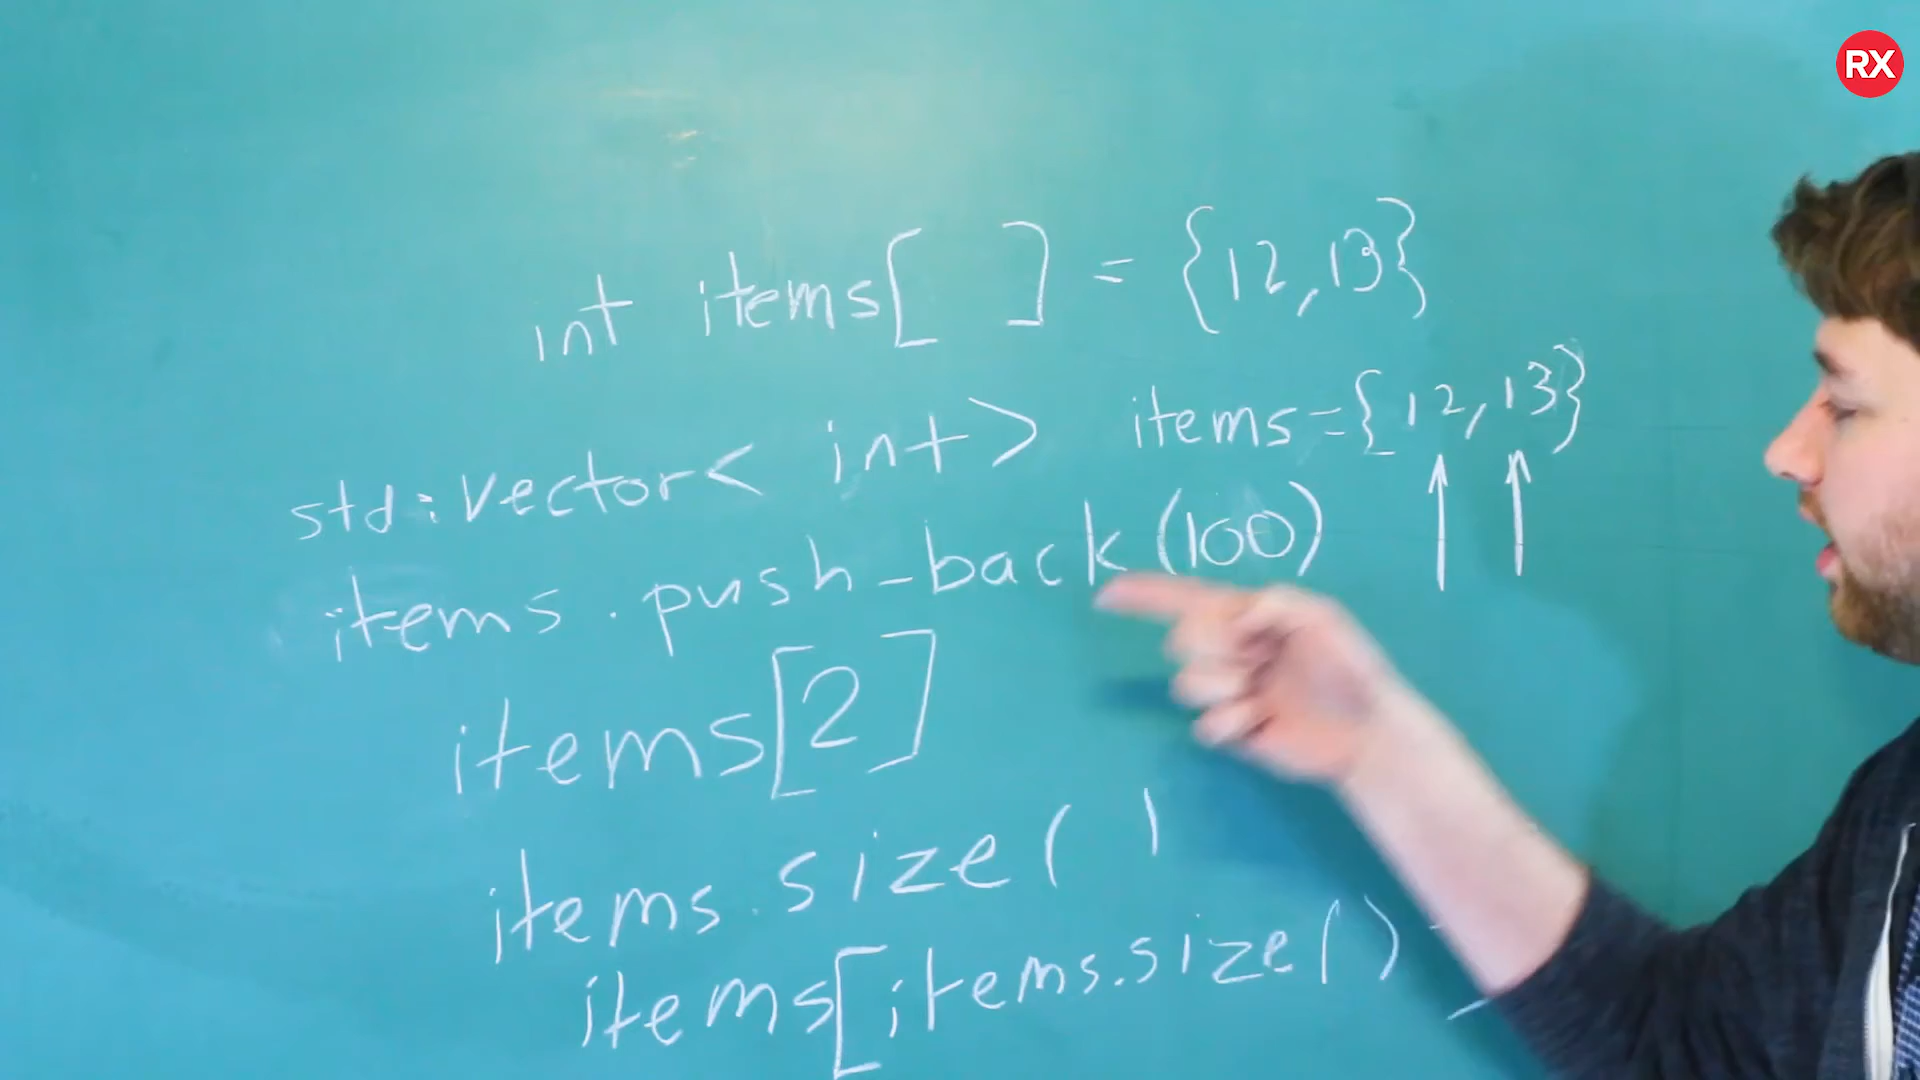 RX
int items[ ] = {12,13}
std:vector< int> items={12,13}
items.push_back(100)
items[2]
items.size( )
items[items.size()